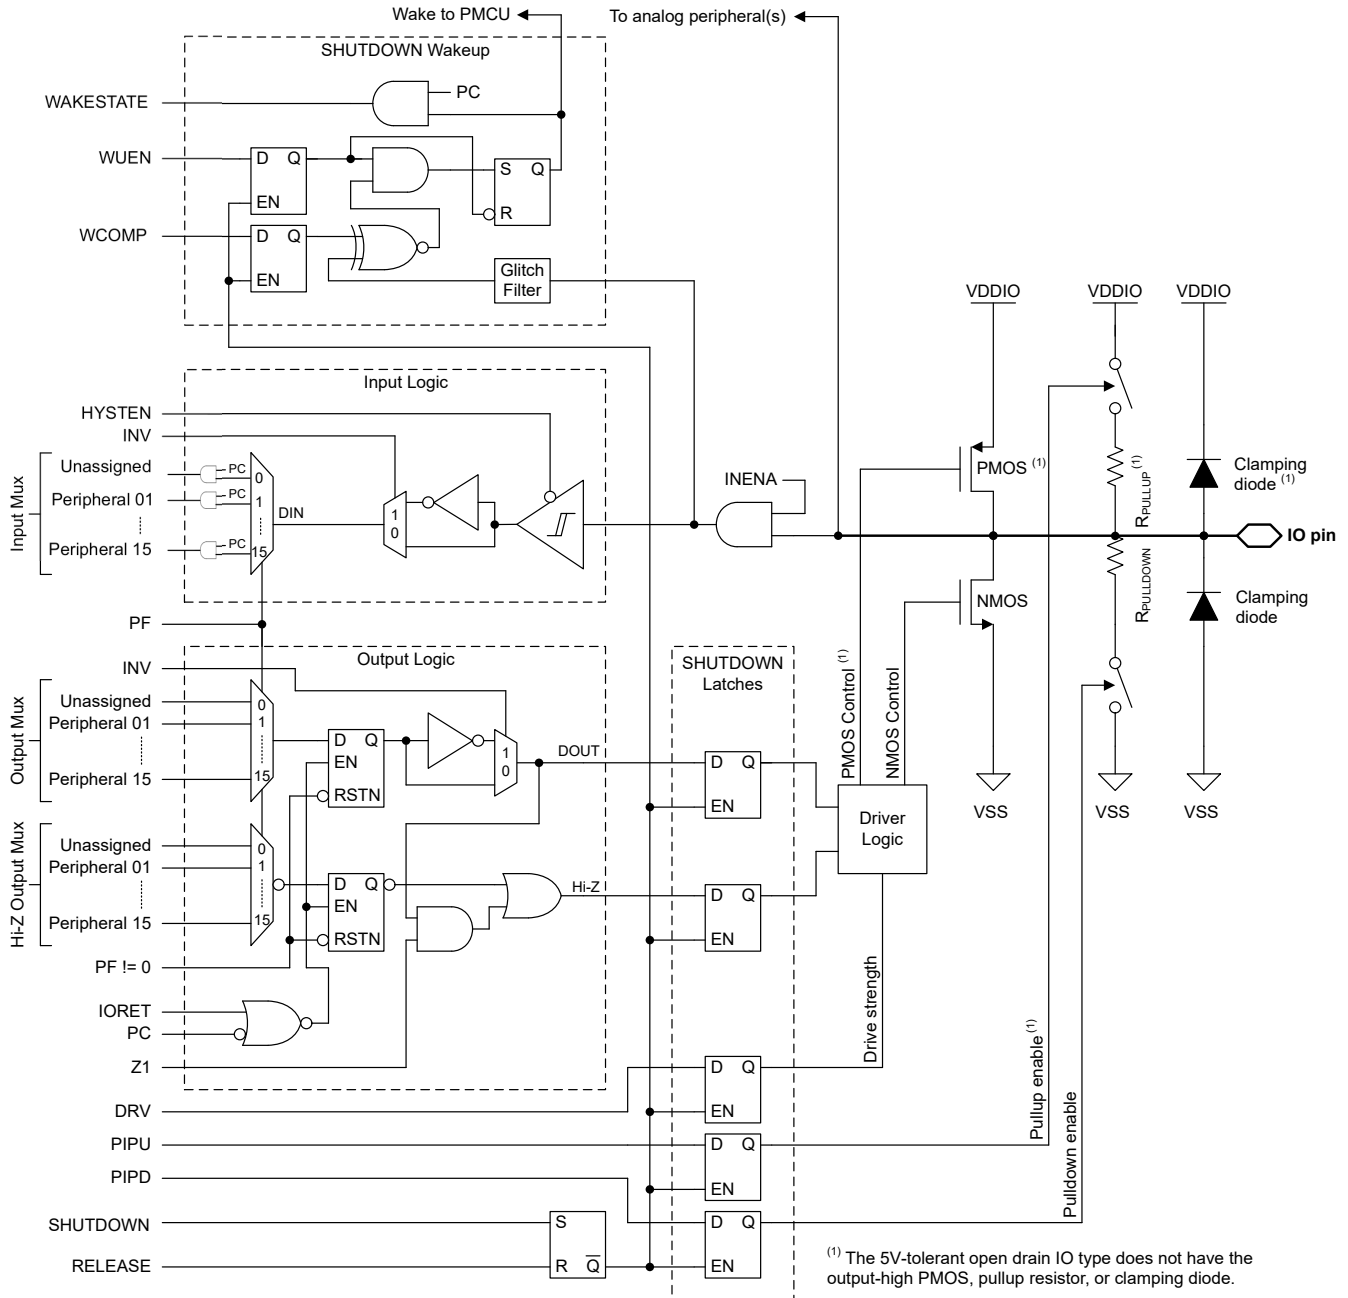 Wake to PMCU
To analog peripheral(s)
SHUTDOWN Wakeup
WAKESTATE
PC
WUEN
D Q
EN
S Q
R
WCOMP
D Q
EN
Glitch
Filter
VDDIO
VDDIO
VDDIO
Input Logic
HYSTEN
INV
Input Mux
Unassigned
PC
0
Peripheral 01
PC
1
Peripheral 15
PC
15
DIN
1
0
INENA
PMOS (1)
RPULLUP (1)
Clamping
diode (1)
IO pin
RPULLDOWN
NMOS
Clamping
diode
PF
INV
Output Logic
SHUTDOWN
Latches
PMOS Control (1)
NMOS Control
Output Mux
Unassigned
0
Peripheral 01
1
Peripheral 15
15
D Q
EN
RSTN
1
0
DOUT
D Q
EN
VSS
VSS
VSS
Driver
Logic
Hi-Z Output Mux
Unassigned
0
Peripheral 01
1
Peripheral 15
15
D Q
EN
RSTN
Hi-Z
D Q
EN
PF != 0
IORET
PC
Z1
Drive strength
Pullup enable (1)
Pulldown enable
DRV
D Q
EN
PIPU
D Q
EN
PIPD
SHUTDOWN
S
D Q
RELEASE
R Q
EN
(1) The 5V-tolerant open drain IO type does not have the
output-high PMOS, pullup resistor, or clamping diode.